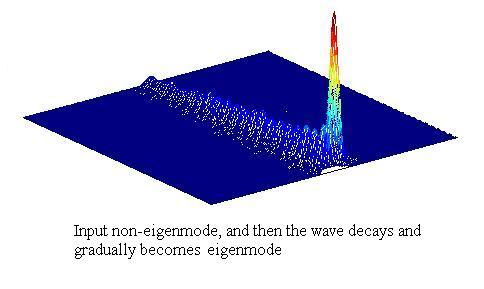 Input non-eigenmode, and then the wave decays and
gradually becomes eigenmode